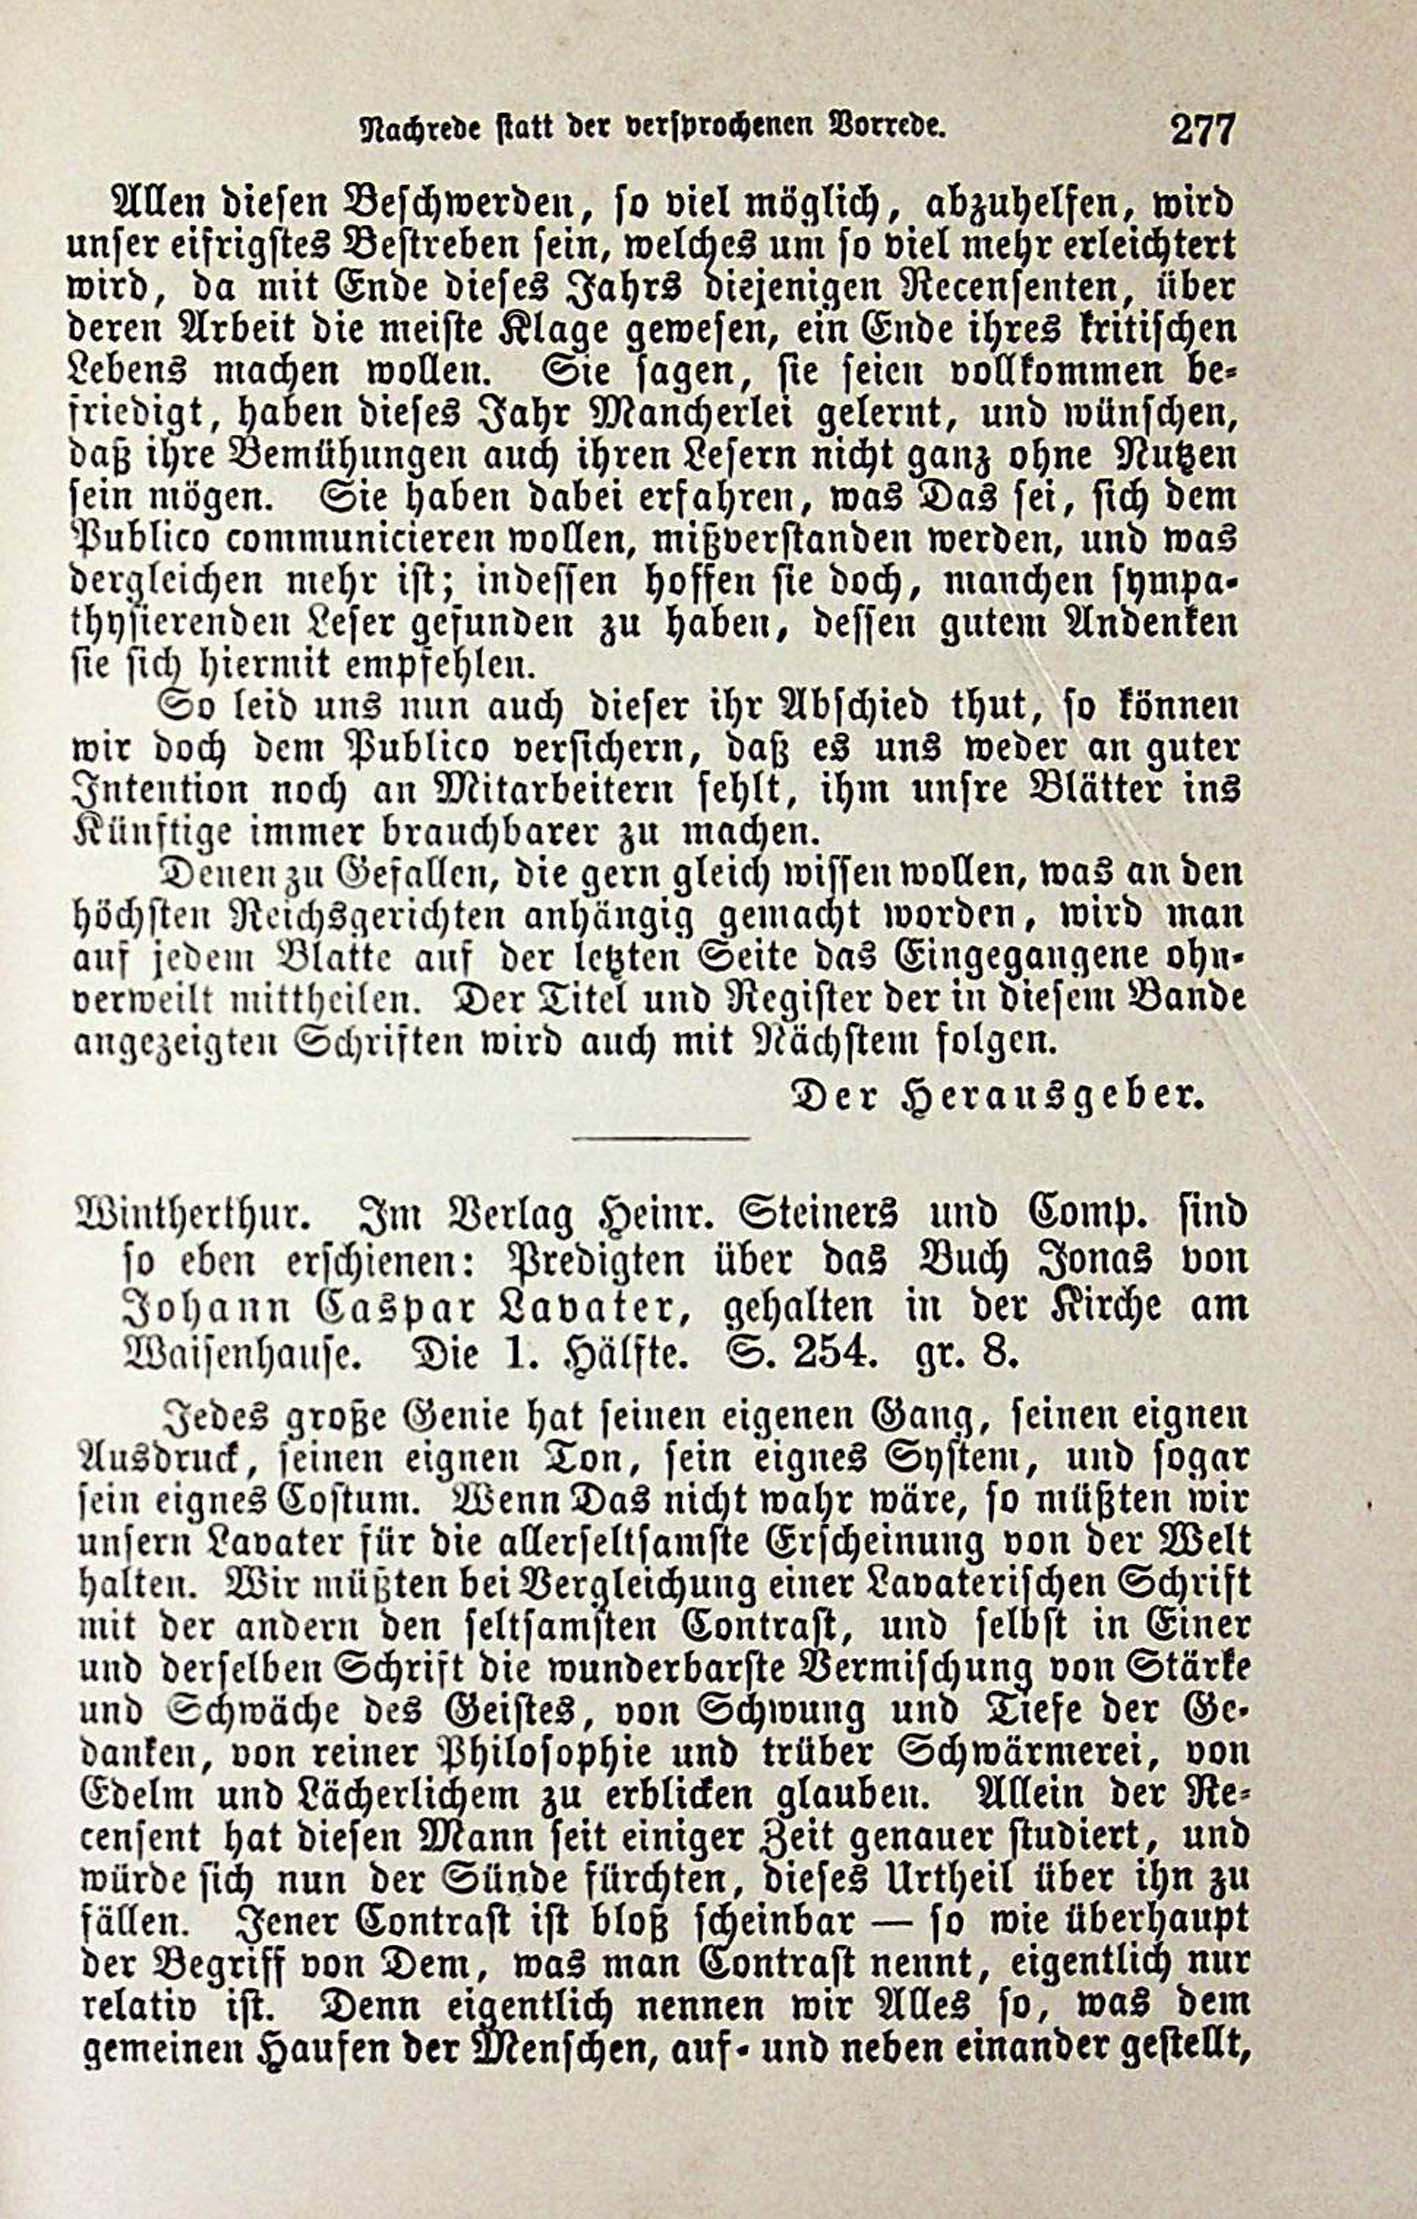 Nachrede statt der versprochenen Vorrede. 277
Allen diesen Beschwerden, so viel möglich, abzuhelfen, wird
unser eifrigstes Bestreben sein, welches um so viel mehr erleichtert
wird, da mit Ende dieses Jahrs diejenigen Recensenten, über
deren Arbeit die meiste Klage gewesen, ein Ende ihres kritischen
Lebens machen wollen. Sie sagen, sie seien vollkommen be-
friedigt, haben dieses Jahr Mancherlei gelernt, und wünschen,
daß ihre Bemühungen auch ihren Lesern nicht ganz ohne Nutzen
sein mögen. Sie haben dabei erfahren, was Das sei, sich dem
Publico communicieren wollen, mißverstanden werden, und was
dergleichen mehr ist; indessen hoffen sie doch, manchen sympa-
thysierenden Leser gefunden zu haben, dessen gutem Andenken
sie sich hiermit empfehlen.
So leid uns nun auch dieser ihr Abschied thut, so können
wir doch dem Publico versichern, daß es uns weder an guter
Intention noch an Mitarbeitern fehlt, ihm unsre Blätter ins
Künftige immer brauchbarer zu machen.
Denen zu Gefallen, die gern gleich wissen wollen, was an den
höchsten Reichsgerichten anhängig gemacht worden, wird man
auf jedem Blatte auf der letzten Seite das Eingegangene ohn-
verweilt mittheilen. Der Titel und Register der in diesem Bande
angezeigten Schriften wird auch mit Nächstem folgen.
Der Herausgeber.
Wintherthur. Im Verlag Heinr. Steiners und Comp. sind
so eben erschienen: Predigten über das Buch Jonas von
Johann Caspar Lavater, gehalten in der Kirche am
Waisenhause. Die 1. Hälfte. S. 254. gr. 8.
Jedes große Genie hat seinen eigenen Gang, seinen eignen
Ausdruck, seinen eignen Ton, sein eignes System, und sogar
sein eignes Costum. Wenn Das nicht wahr wäre, so müßten wir
unsern Lavater für die allerseltsamste Erscheinung von der Welt
halten. Wir müßten bei Vergleichung einer Lavaterischen Schrift
mit der andern den seltsamsten Contrast, und selbst in Einer
und derselben Schrift die wunderbarste Vermischung von Stärke
und Schwäche des Geistes, von Schwung und Tiefe der Ge-
danken, von reiner Philosophie und trüber Schwärmerei, von
Edelm und Lächerlichem zu erblicken glauben. Allein der Re-
censent hat diesen Mann seit einiger Zeit genauer studiert, und
würde sich nun der Sünde fürchten, dieses Urtheil über ihn zu
fällen. Jener Contrast ist bloß scheinbar — so wie überhaupt
der Begriff von Dem, was man Contrast nennt, eigentlich nur
relativ ist. Denn eigentlich nennen wir Alles so, was dem
gemeinen Haufen der Menschen, auf- und neben einander gestellt,